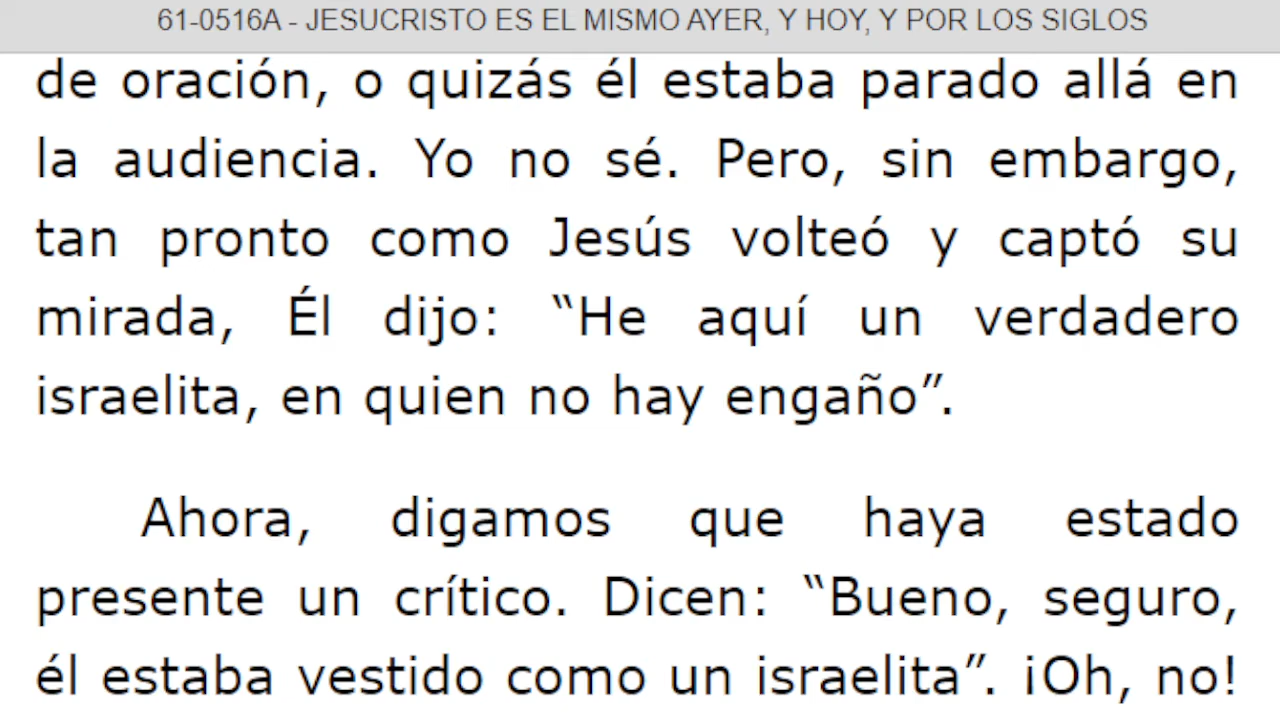 61-0516A - JESUCRISTO ES EL MISMO AYER, Y HOY, Y POR LOS SIGLOS
de oración, o quizás él estaba parado allá en
la audiencia. Yo no sé. Pero, sin embargo,
tan pronto como Jesús volteó y captó su
mirada, Él dijo: “He aquí un verdadero
israelita, en quien no hay engaño”.
Ahora, digamos que haya estado
presente un crítico. Dicen: “Bueno, seguro,
él estaba vestido como un israelita”. ¡Oh, no!